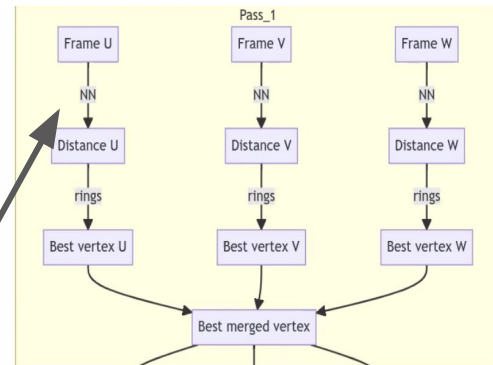 Pass_1
Frame U Frame V Frame W
NN NN NN
Distance U Distance V Distance W
rings rings rings
Best vertex U Best vertex V Best vertex W
Best merged vertex